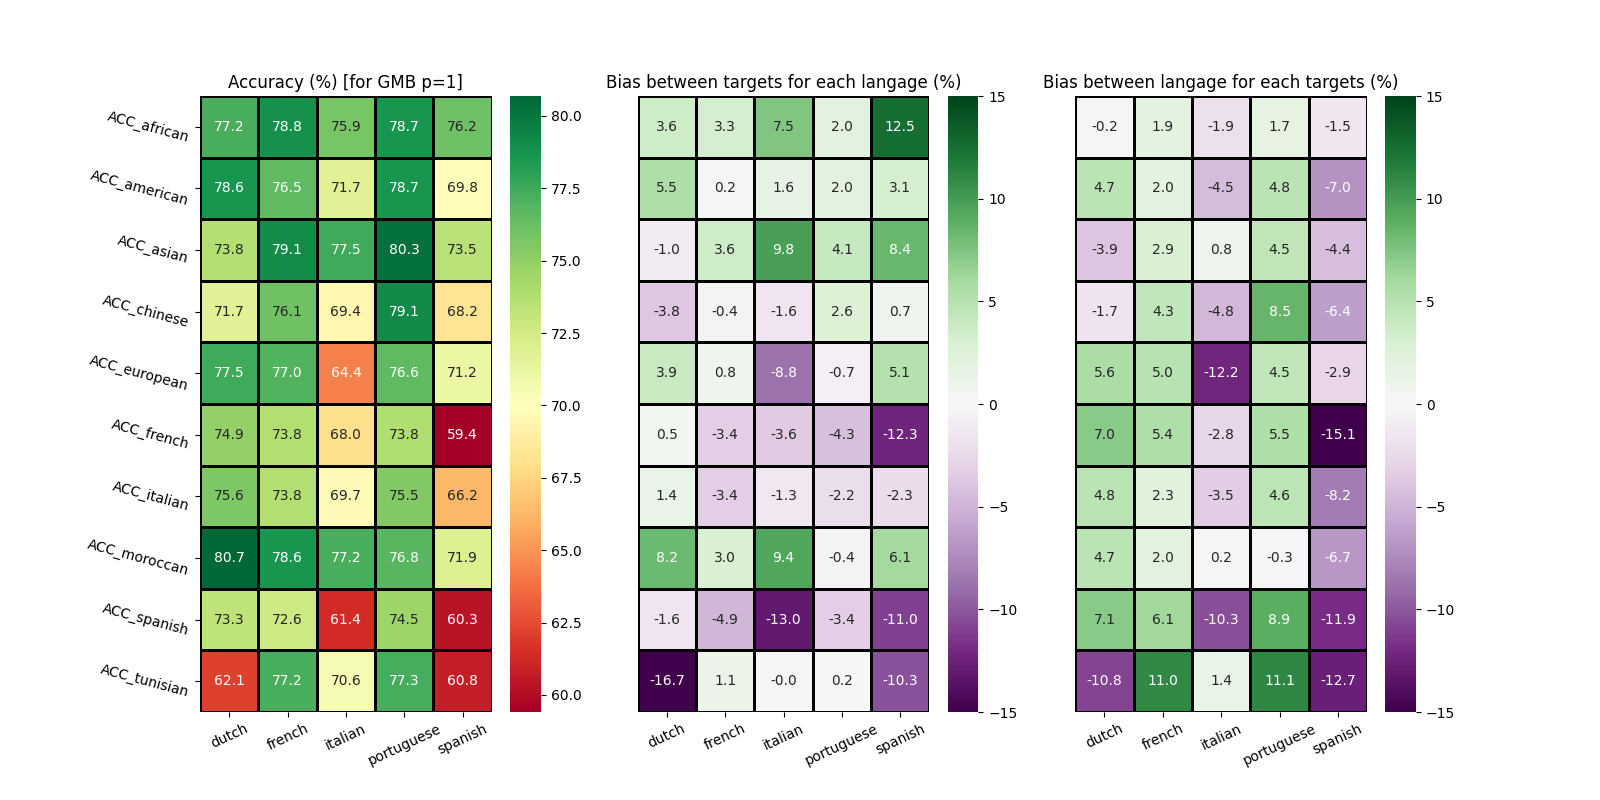 Accuracy (%) [for GMB p=1]
ACC_african 77.2 78.8 75.9 78.7 76.2
ACC_american 78.6 76.5 71.7 78.7 69.8
ACC_asian 73.8 79.1 77.5 80.3 73.5
ACC_chinese 71.7 76.1 69.4 79.1 68.2
ACC_european 77.5 77.0 64.4 76.6 71.2
ACC_french 74.9 73.8 68.0 73.8 59.4
ACC_italian 75.6 73.8 69.7 75.5 66.2
ACC_moroccan 80.7 78.6 77.2 76.8 71.9
ACC_spanish 73.3 72.6 61.4 74.5 60.3
ACC_tunisian 62.1 77.2 70.6 77.3 60.8
dutch french italian portuguese spanish
80.0
77.5
75.0
72.5
70.0
67.5
65.0
62.5
60.0
Bias between targets for each langage (%)
3.6 3.3 7.5 2.0 12.5
5.5 0.2 1.6 2.0 3.1
-1.0 3.6 9.8 4.1 8.4
-3.8 -0.4 -1.6 2.6 0.7
3.9 0.8 -8.8 -0.7 5.1
0.5 -3.4 -3.6 -4.3 -12.3
1.4 -3.4 -1.3 -2.2 -2.3
8.2 3.0 9.4 -0.4 6.1
-1.6 -4.9 -13.0 -3.4 -11.0
-16.7 1.1 -0.0 0.2 -10.3
dutch french italian portuguese spanish
15
10
5
0
−5
−10
−15
Bias between langage for each targets (%)
-0.2 1.9 -1.9 1.7 -1.5
4.7 2.0 -4.5 4.8 -7.0
-3.9 2.9 0.8 4.5 -4.4
-1.7 4.3 -4.8 8.5 -6.4
5.6 5.0 -12.2 4.5 -2.9
7.0 5.4 -2.8 5.5 -15.1
4.8 2.3 -3.5 4.6 -8.2
4.7 2.0 0.2 -0.3 -6.7
7.1 6.1 -10.3 8.9 -11.9
-10.8 11.0 1.4 11.1 -12.7
dutch french italian portuguese spanish
15
10
5
0
−5
−10
−15